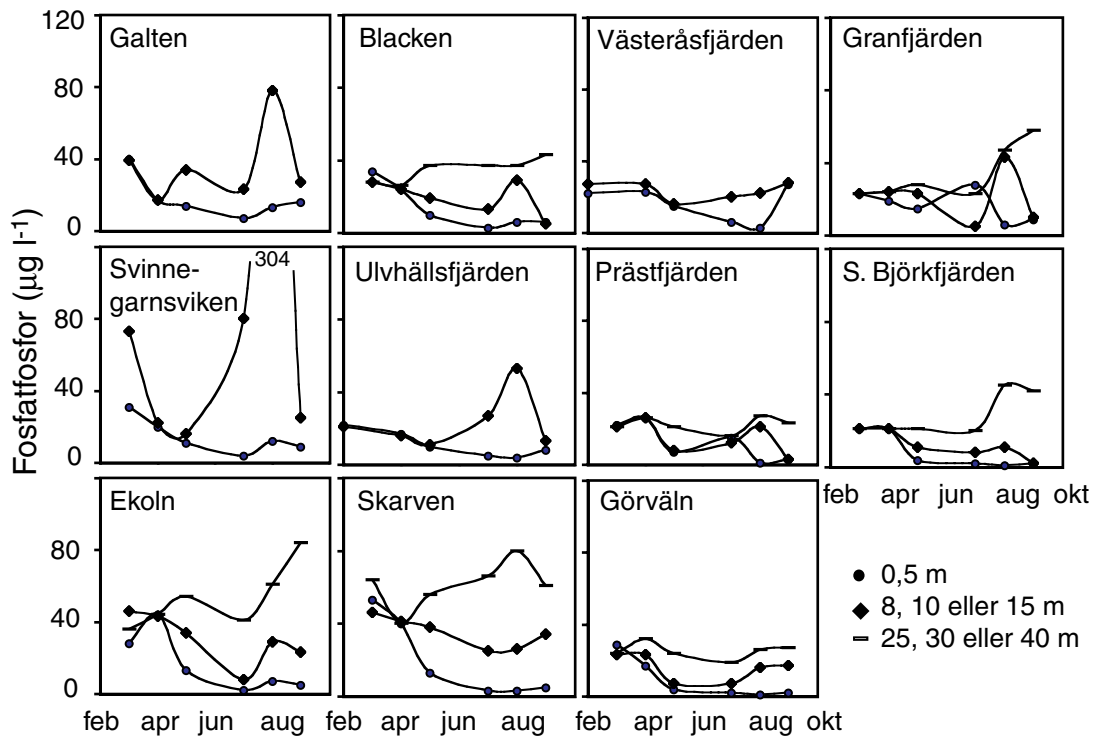 Fosfatfosfor (µg l-1)
120
80
40
0
Galten
Blacken
Västeråsfjärden
Granfjärden
80
40
0
Svinne-
garnsviken
304
Ulvhällsfjärden
Prästfjärden
S. Björkfjärden
feb apr jun aug okt
80
40
0
Ekoln
Skarven
Görväln
0,5 m
8, 10 eller 15 m
25, 30 eller 40 m
feb apr jun aug feb apr jun aug feb apr jun aug okt